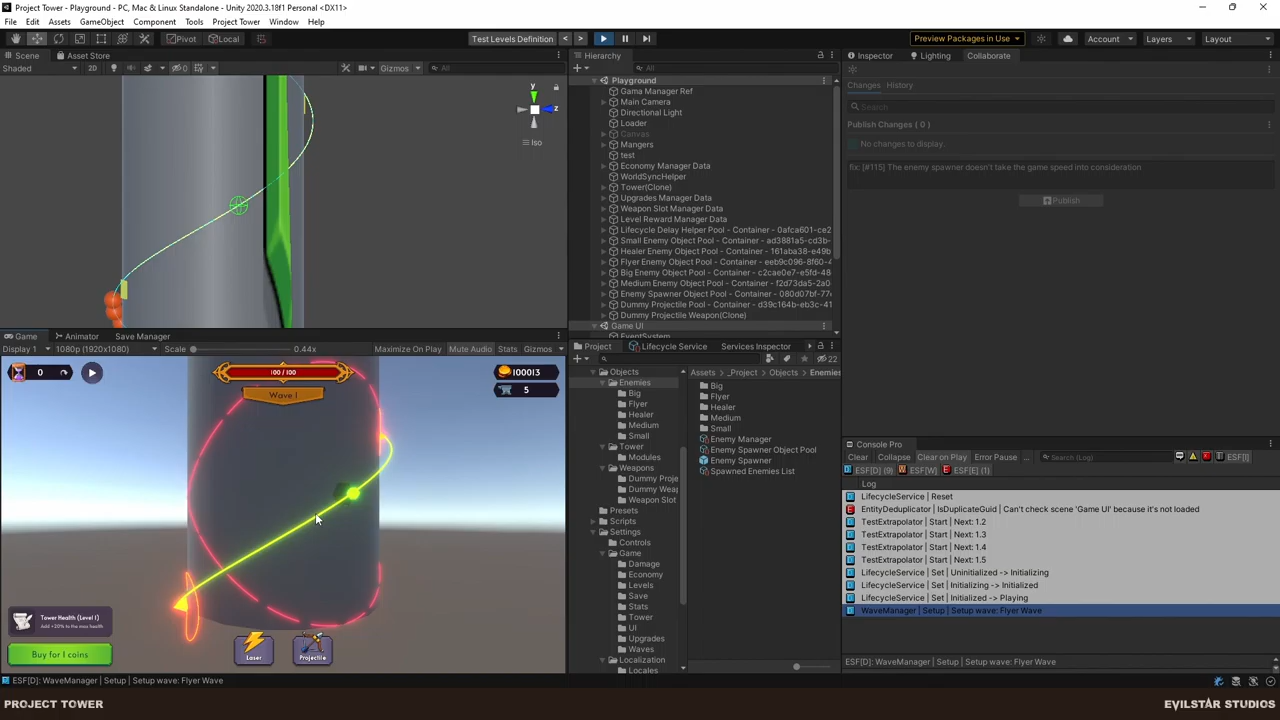 Project Tower - Playground - PC, Mac & Linux Standalone - Unity 2020.3.18f1 Personal <DX11>
File Edit Assets GameObject Component Tools Project Tower Window Help
Pivot Local Test Levels Definition < > Preview Packages in Use Account Layers Layout
Scene Asset Store
Shaded 2D 0 Gizmos All
y
z
Iso
Hierarchy
All
Playground
Gama Manager Ref
Main Camera
Directional Light
Loader
Canvas
Mangers
test
Economy Manager Data
WorldSyncHelper
Tower(Clone)
Upgrades Manager Data
Weapon Slot Manager Data
Level Reward Manager Data
Lifecycle Delay Helper Pool - Container - 0afca601-ce2
Small Enemy Object Pool - Container - ad3881a5-cd3b-
Healer Enemy Object Pool - Container - 161aba38-e49b
Flyer Enemy Object Pool - Container - eeb9c096-8f60-4
Big Enemy Object Pool - Container - c2cae0e7-e5fd-48
Medium Enemy Object Pool - Container - f2d73da5-2a0-
Enemy Spawner Object Pool - Container - 080d07bf-77e
Dummy Projectile Pool - Container - d39c164b-eb3c-41
Dummy Projectile Weapon(Clone)
Game UI
EventSystem
Inspector Lighting Collaborate
Changes History
Search
Publish Changes ( 0 )
No changes to display.
fix: [#115] The enemy spawner doesn't take the game speed into consideration
Publish
Game Animator Save Manager
Display 1 1080p (1920x1080) Scale 0.44x Maximize On Play Mute Audio Stats Gizmos
0
100/100
Wave 1
100013
5
Tower Health (Level 1)
Add +20% to the max health
Buy for 1 coins
Laser
Projectile
Project Lifecycle Service Services Inspector
22
Objects
Enemies
Big
Flyer
Healer
Medium
Small
Tower
Modules
Weapons
Dummy Proje
Dummy Weap
Weapon Slot
Presets
Scripts
Settings
Controls
Game
Damage
Economy
Levels
Save
Stats
Tower
UI
Upgrades
Waves
Localization
Locales
Assets > _Project > Objects > Enemies
Big
Flyer
Healer
Medium
Small
Enemy Manager
Enemy Spawner Object Pool
Enemy Spawner
Spawned Enemies List
Console Pro
Clear Collapse Clear on Play Error Pause ... Search (Log) ESF[I]
ESF[D] (9) ESF[W] ESF[E] (1)
Log
LifecycleService | Reset
EntityDeduplicator | IsDuplicateGuid | Can't check scene 'Game UI' because it's not loaded
TestExtrapolator | Start | Next: 1.2
TestExtrapolator | Start | Next: 1.3
TestExtrapolator | Start | Next: 1.4
TestExtrapolator | Start | Next: 1.5
LifecycleService | Set | Uninitialized -> Initializing
LifecycleService | Set | Initializing -> Initialized
LifecycleService | Set | Initialized -> Playing
WaveManager | Setup | Setup wave: Flyer Wave
ESF[D]: WaveManager | Setup | Setup wave: Flyer Wave
ESF[D]: WaveManager | Setup | Setup wave: Flyer Wave
PROJECT TOWER
EVILSTAR STUDIOS